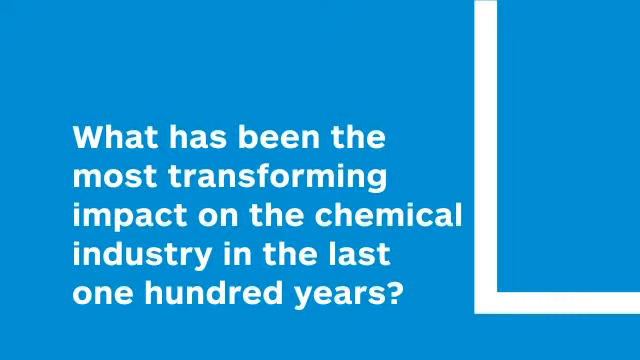 What has been the
most transforming
impact on the chemical
industry in the last
one hundred years?